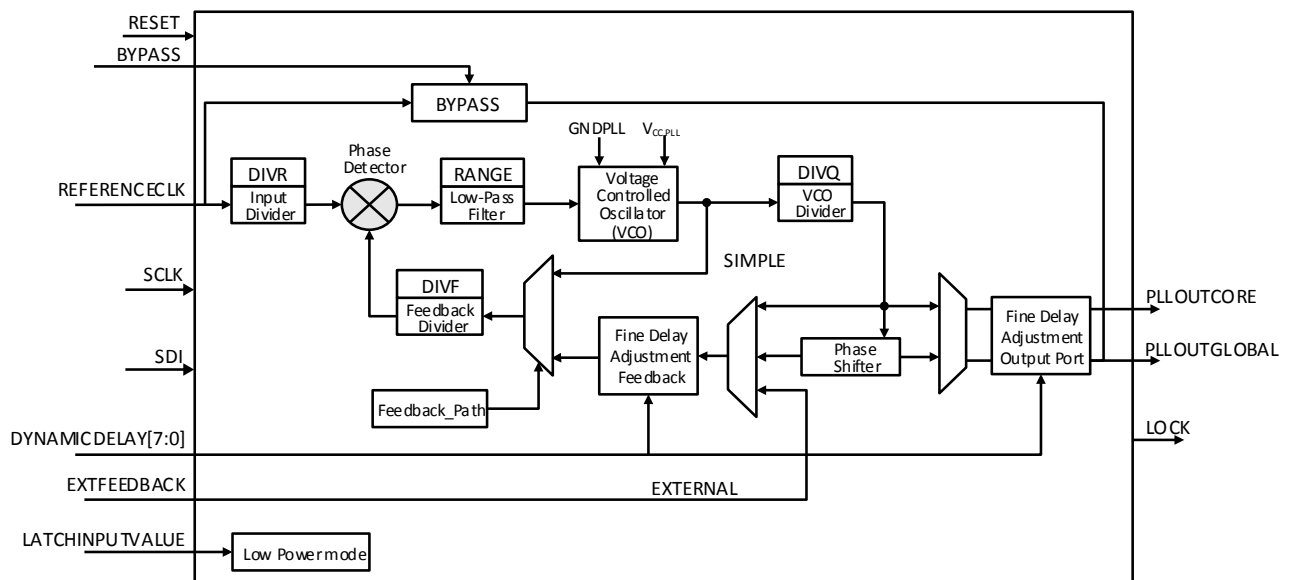 RESET
BYPASS
BYPASS
GNDPLL
VCCPLL
Phase
Detector
REFERENCECLK
DIVR
Input
Divider
RANGE
Low-Pass
Filter
Voltage
Controlled
Oscillator
(VCO)
DIVQ
VCO
Divider
SIMPLE
SCLK
DIVF
Feedback
Divider
Fine Delay
Adjustment
Feedback
Phase
Shifter
Fine Delay
Adjustment
Output Port
PLLOUTCORE
PLLOUTGLOBAL
SDI
Feedback_Path
DYNAMICDELAY[7:0]
LOCK
EXTFEEDBACK
EXTERNAL
LATCHINPUTVALUE
Low Power mode